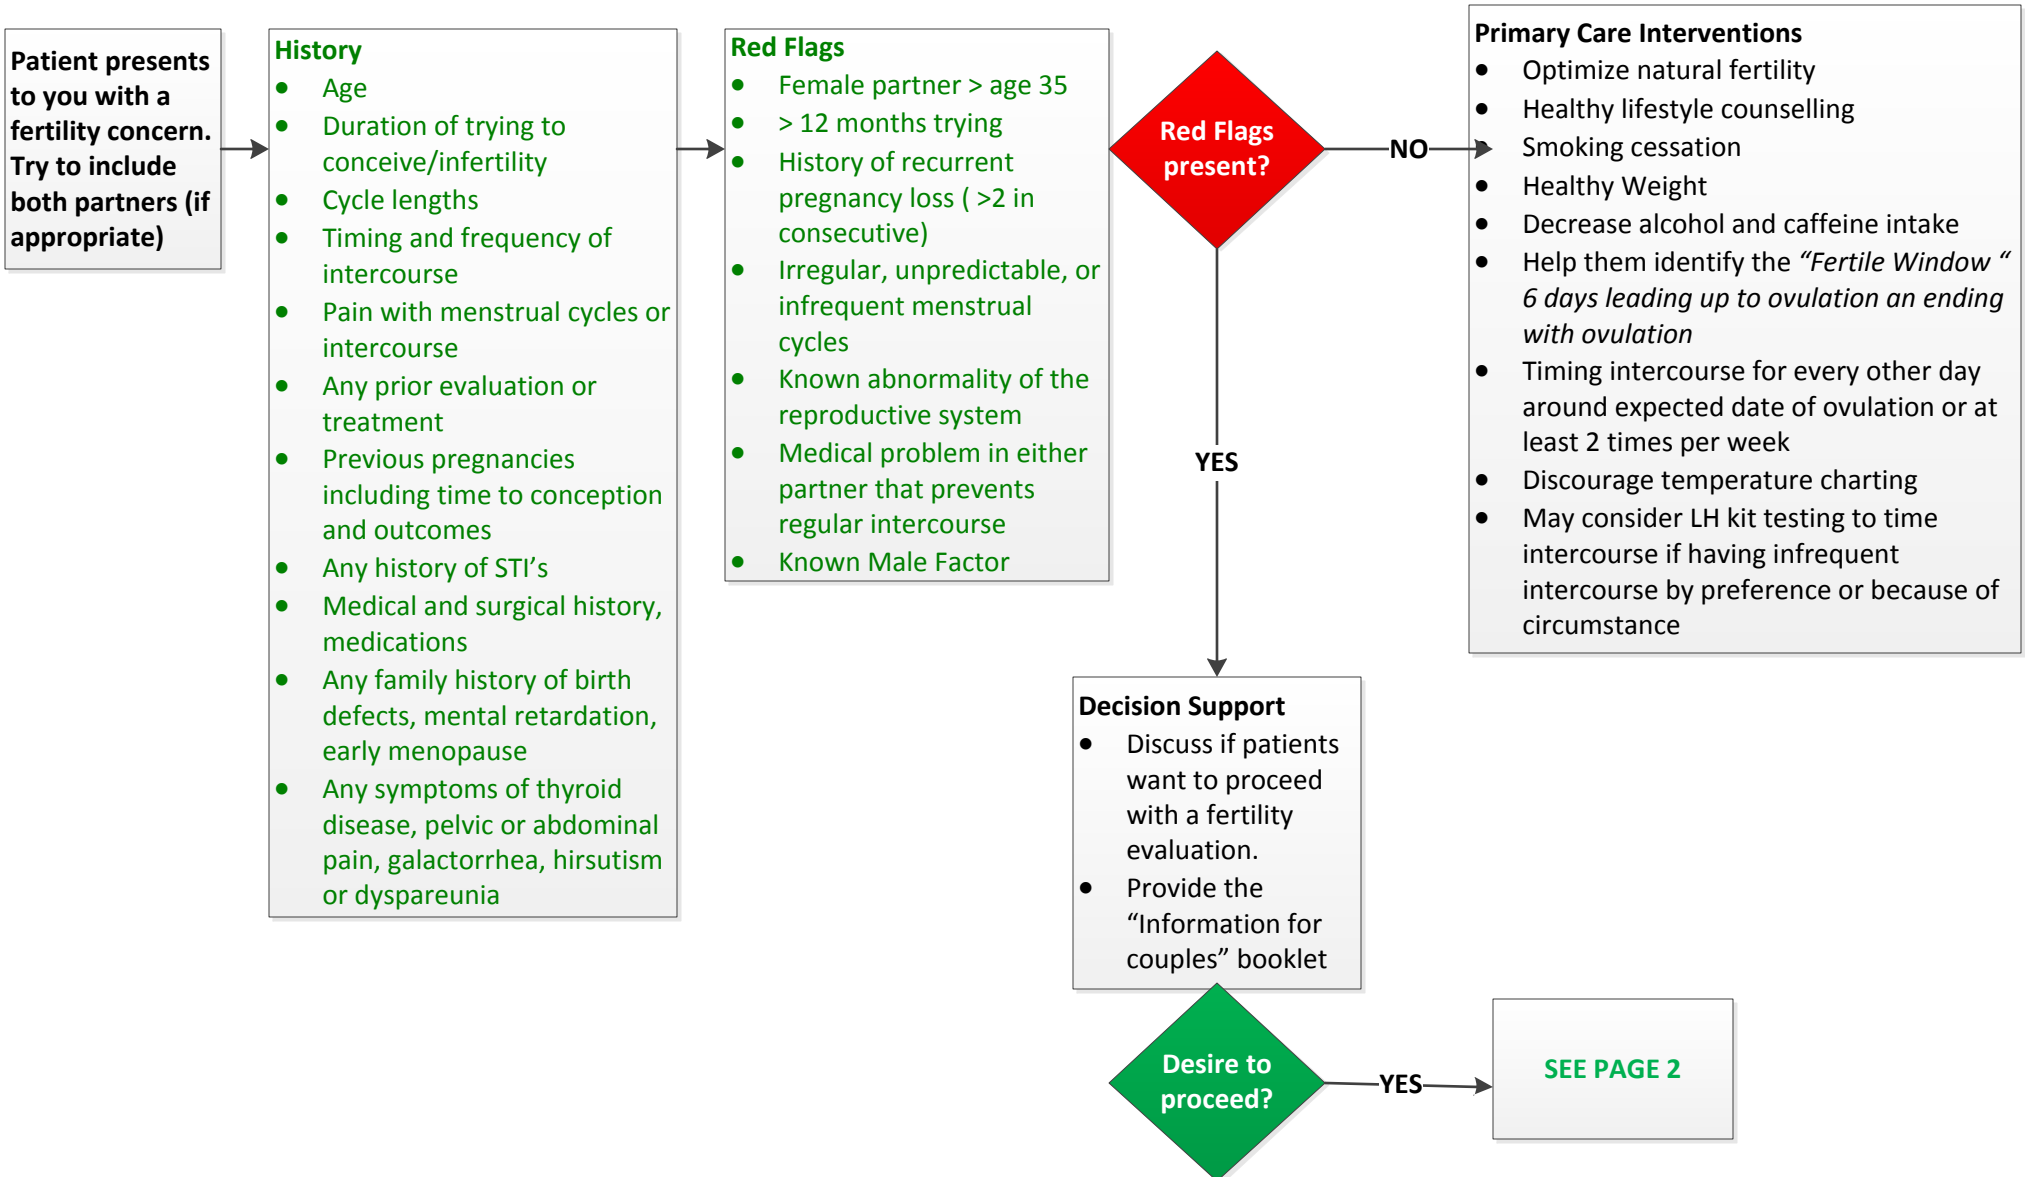 Patient presents
to you with a
fertility concern.
Try to include
both partners (if
appropriate)
History
● Age
● Duration of trying to
conceive/infertility
● Cycle lengths
● Timing and frequency of
intercourse
● Pain with menstrual cycles or
intercourse
● Any prior evaluation or
treatment
● Previous pregnancies
including time to conception
and outcomes
● Any history of STI’s
● Medical and surgical history,
medications
● Any family history of birth
defects, mental retardation,
early menopause
● Any symptoms of thyroid
disease, pelvic or abdominal
pain, galactorrhea, hirsutism
or dyspareunia
Red Flags
● Female partner > age 35
● > 12 months trying
● History of recurrent
pregnancy loss ( >2 in
consecutive)
● Irregular, unpredictable, or
infrequent menstrual
cycles
● Known abnormality of the
reproductive system
● Medical problem in either
partner that prevents
regular intercourse
● Known Male Factor
Red Flags
present?
NO
Primary Care Interventions
● Optimize natural fertility
● Healthy lifestyle counselling
● Smoking cessation
● Healthy Weight
● Decrease alcohol and caffeine intake
● Help them identify the “Fertile Window “
6 days leading up to ovulation an ending
with ovulation
● Timing intercourse for every other day
around expected date of ovulation or at
least 2 times per week
● Discourage temperature charting
● May consider LH kit testing to time
intercourse if having infrequent
intercourse by preference or because of
circumstance
YES
Decision Support
● Discuss if patients
want to proceed
with a fertility
evaluation.
● Provide the
“Information for
couples” booklet
Desire to
proceed?
YES
SEE PAGE 2